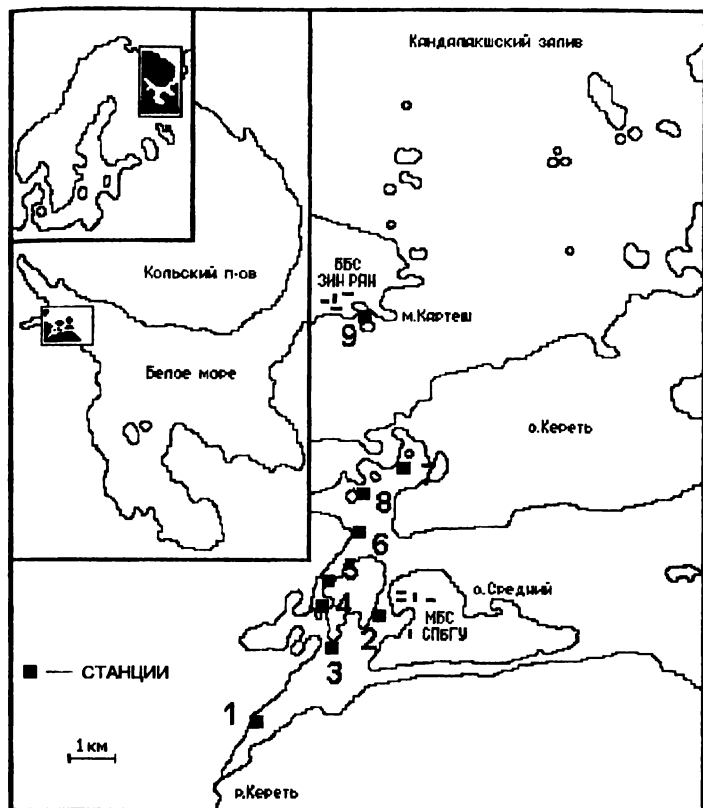 Кандалакшский залив
Кольский п-ов
ББС
ЗИН РАН
м.Картеш
9
Белое море
о.Кереть
8
6
5
о.Средний
4
МБС
2
СПБГУ
3
■ — СТАНЦИИ
1
1 км
р.Кереть